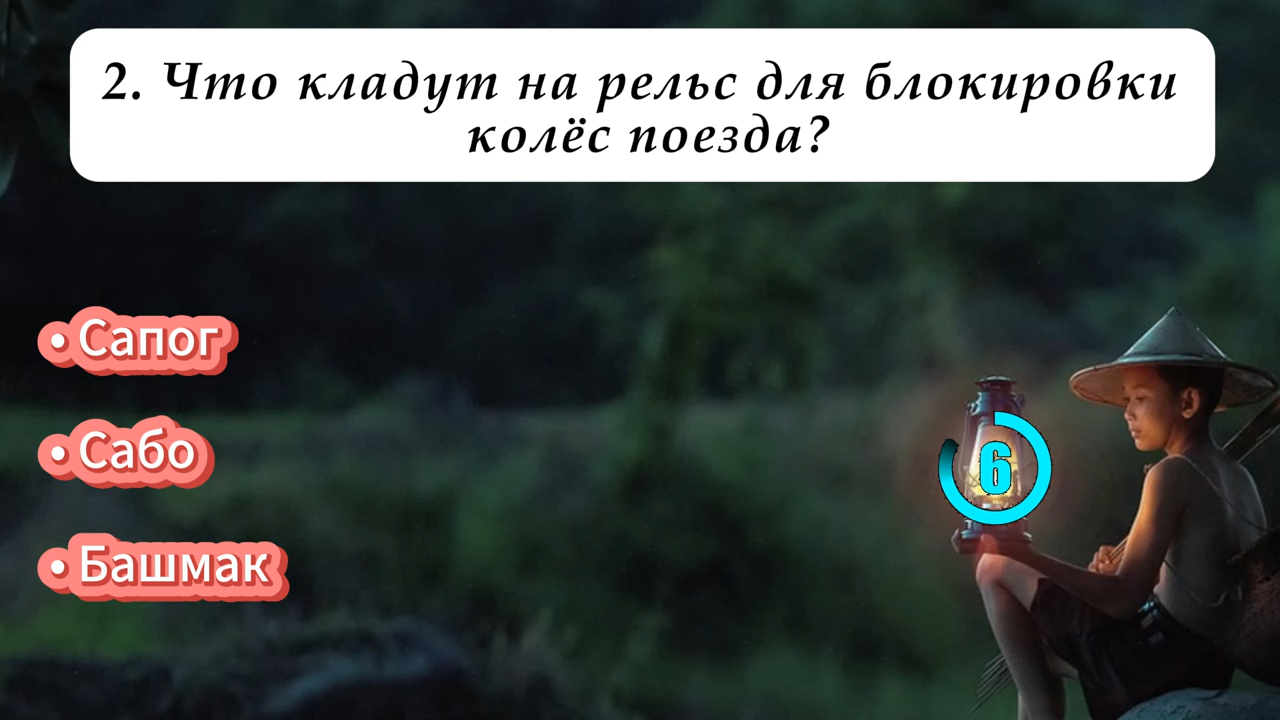 2. Что кладут на рельс для блокировки
колёс поезда?
• Сапог
• Сабо
• Башмак
6